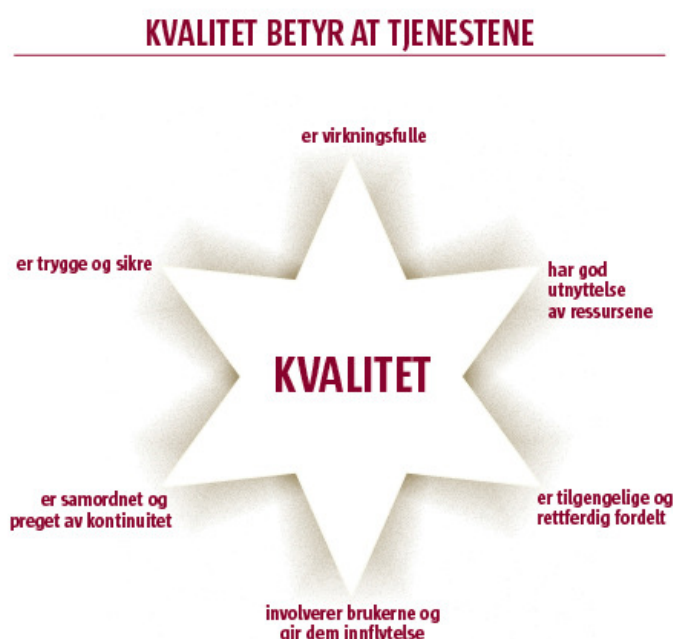 KVALITET BETYR AT TJENESTENE
er virkningsfulle
er trygge og sikre
har god
utnyttelse
av ressursene
KVALITET
er samordnet og
preget av kontinuitet
er tilgengelige og
rettferdig fordelt
involverer brukerne og
gir dem innflytelse